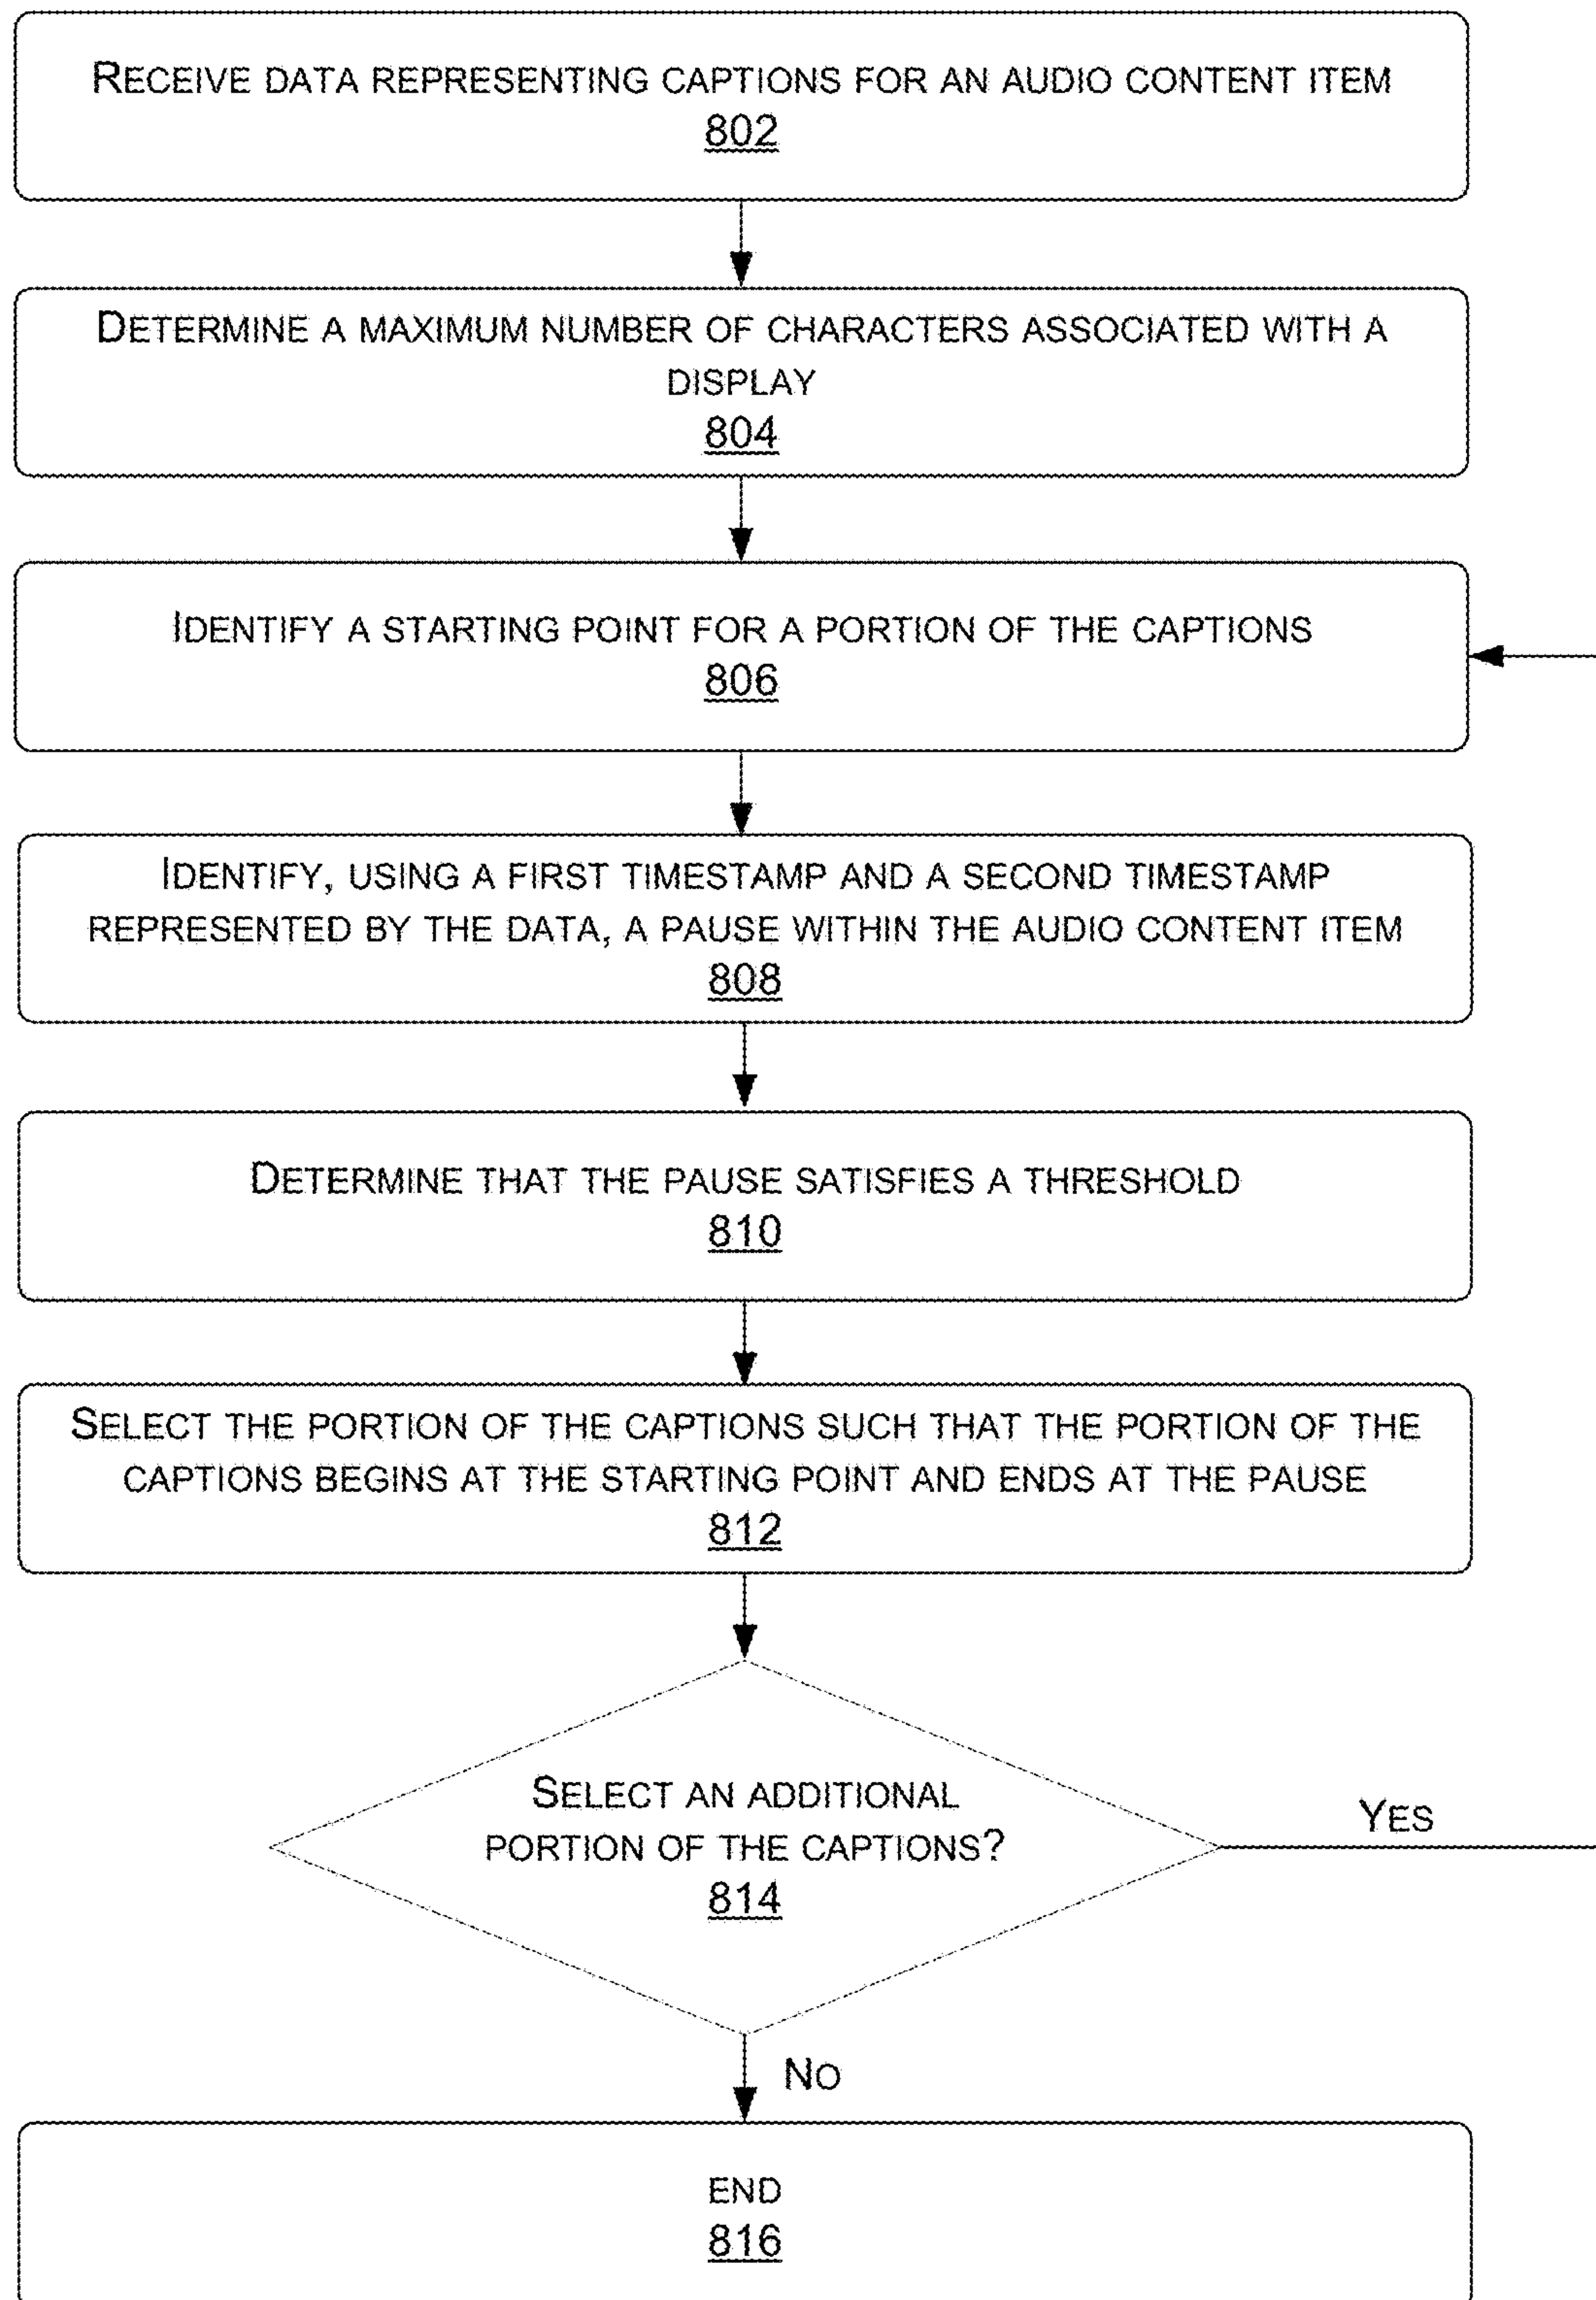 RECEIVE DATA REPRESENTING CAPTIONS FOR AN AUDIO CONTENT ITEM
802
DETERMINE A MAXIMUM NUMBER OF CHARACTERS ASSOCIATED WITH A
DISPLAY
804
IDENTIFY A STARTING POINT FOR A PORTION OF THE CAPTIONS
806
IDENTIFY, USING A FIRST TIMESTAMP AND A SECOND TIMESTAMP
REPRESENTED BY THE DATA, A PAUSE WITHIN THE AUDIO CONTENT ITEM
808
DETERMINE THAT THE PAUSE SATISFIES A THRESHOLD
810
SELECT THE PORTION OF THE CAPTIONS SUCH THAT THE PORTION OF THE
CAPTIONS BEGINS AT THE STARTING POINT AND ENDS AT THE PAUSE
812
SELECT AN ADDITIONAL
PORTION OF THE CAPTIONS?
814
YES
NO
END
816